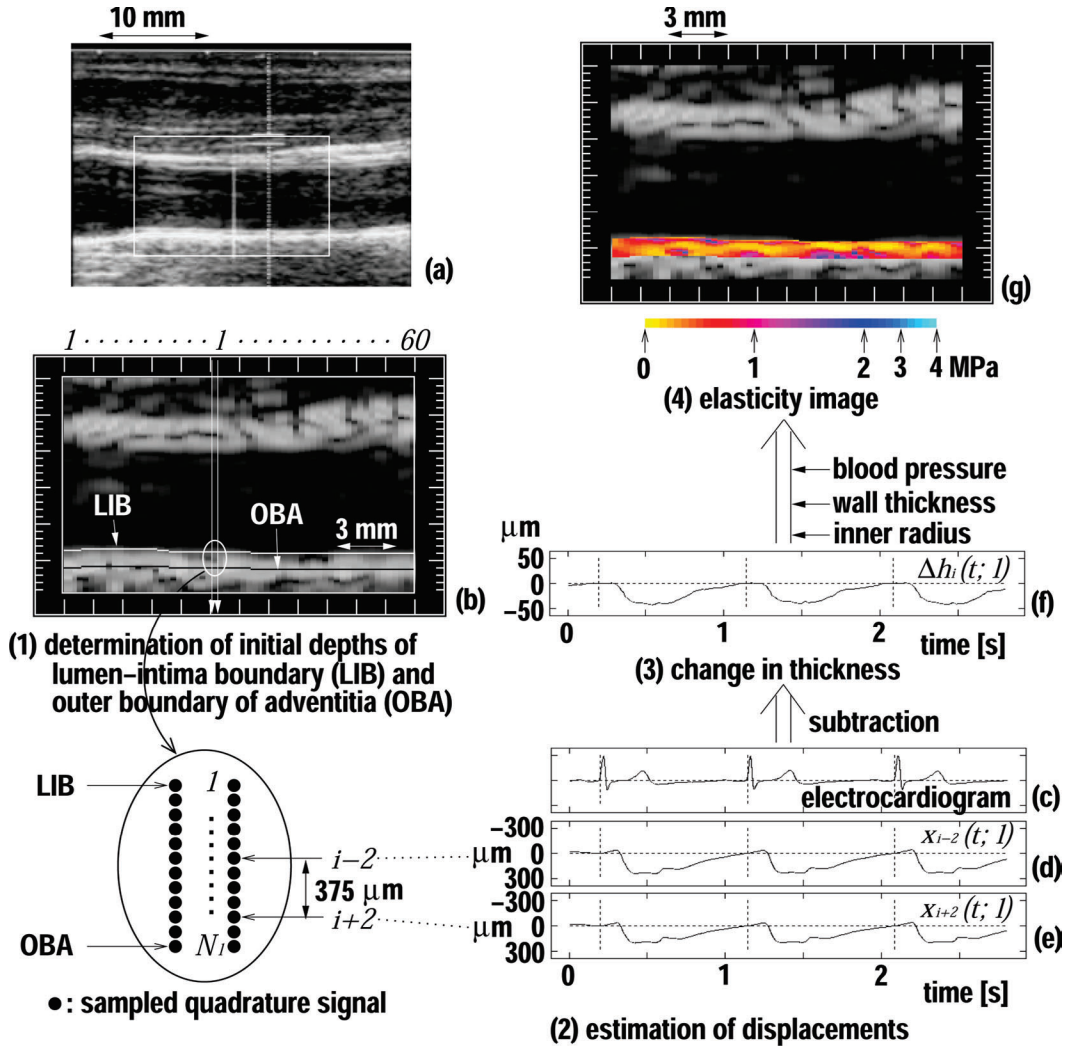 10 mm
(a)
3 mm
(g)
0 1 2 3 4 MPa
(4) elasticity image
blood pressure
wall thickness
inner radius
1 · · · · · · · · · 1 · · · · · · · · · · 60
LIB
OBA
3 mm
(b)
(1) determination of initial depths of
lumen–intima boundary (LIB) and
outer boundary of adventitia (OBA)
LIB
OBA
1
N₁
i−2
375 µm
i+2
●: sampled quadrature signal
µm
50
0
−50
Δhᵢ(t; 1)
(f)
0 1 2
time [s]
(3) change in thickness
subtraction
electrocardiogram
(c)
−300
µm
0
300
xᵢ₋₂(t; 1)
(d)
−300
µm
0
300
xᵢ₊₂(t; 1)
(e)
0 1 2
time [s]
(2) estimation of displacements